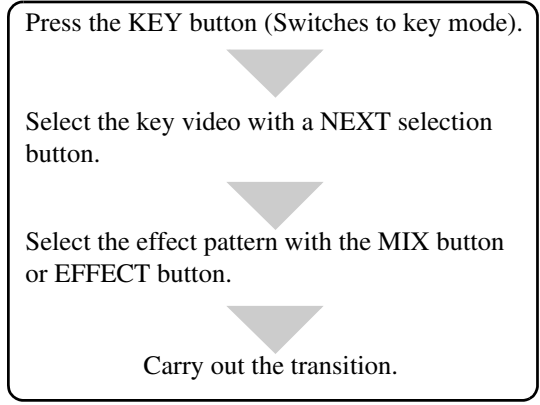 Press the KEY button (Switches to key mode).
Select the key video with a NEXT selection
button.
Select the effect pattern with the MIX button
or EFFECT button.
Carry out the transition.